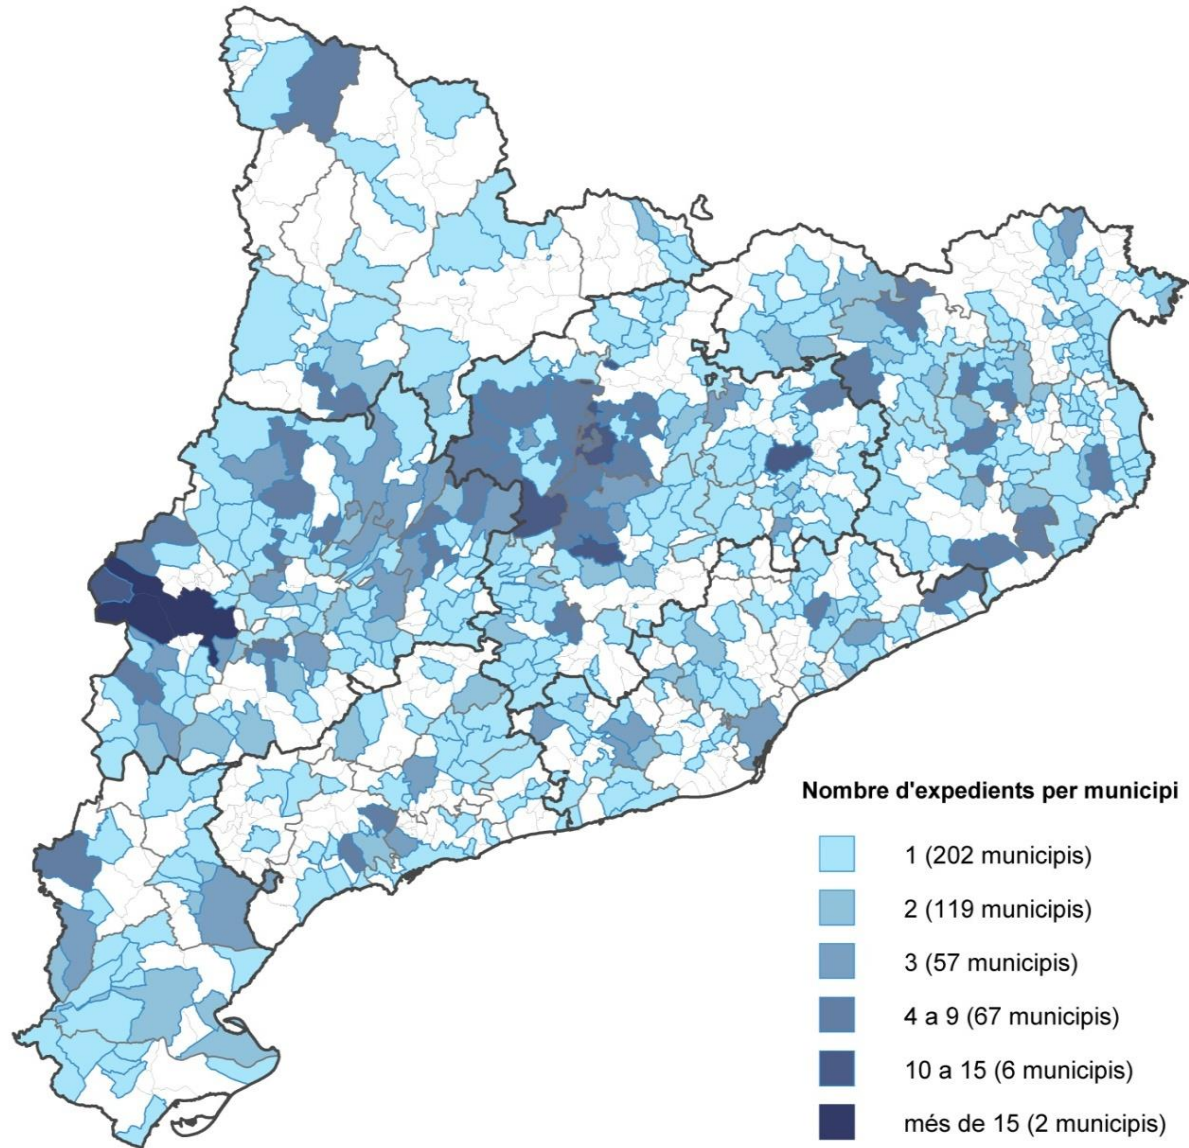 Nombre d'expedients per municipi
1 (202 municipis)
2 (119 municipis)
3 (57 municipis)
4 a 9 (67 municipis)
10 a 15 (6 municipis)
més de 15 (2 municipis)